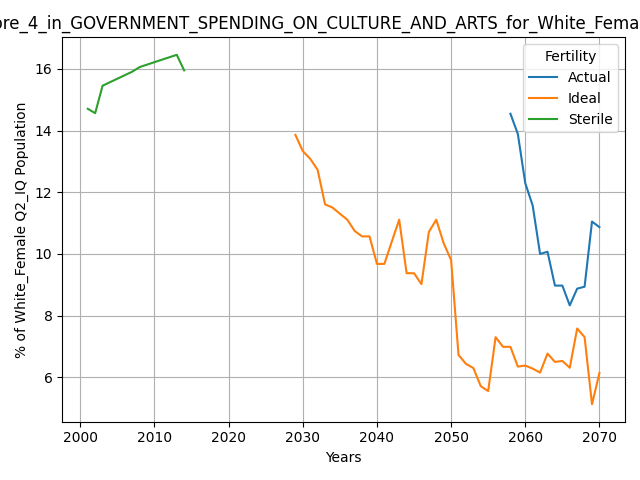 ore_4_in_GOVERNMENT_SPENDING_ON_CULTURE_AND_ARTS_for_White_Fema
Fertility
Actual
Ideal
Sterile
% of White_Female Q2_IQ Population
16
14
12
10
8
6
2000 2010 2020 2030 2040 2050 2060 2070
Years